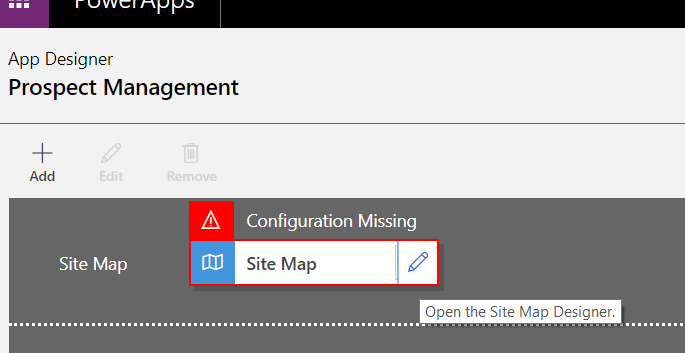 PowerApps
App Designer
Prospect Management
Add
Edit
Remove
Configuration Missing
Site Map
Site Map
Open the Site Map Designer.